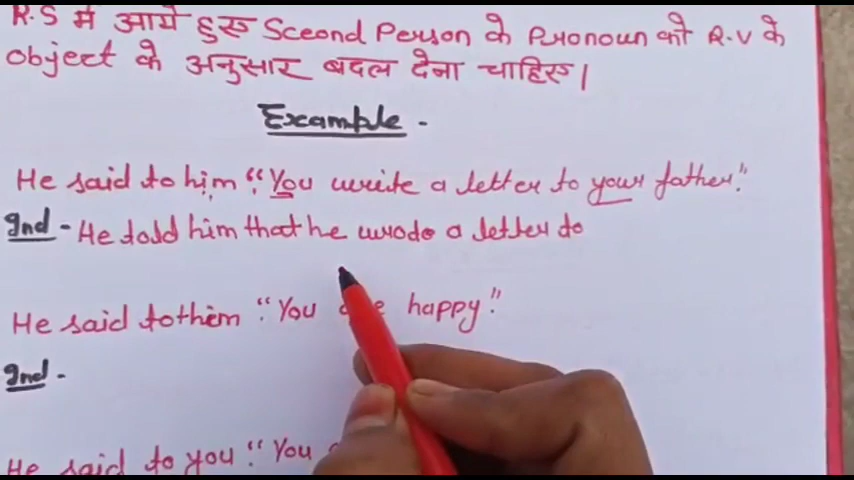 R.S में आये हुए Sceond Person के Pronoun को R.V के
object के अनुसार बदल देना चाहिए।
Example -
He said to him "You write a letter to your father".
Ind - He told him that he wrote a letter to
He said to them "You are happy".
Ind -
He said to you "You